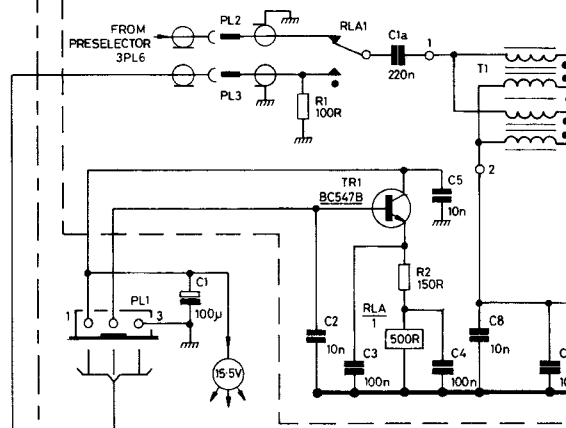 FROM
PRESELECTOR
3PL6
PL2
RLA1
C1a
220n
1
T1
PL3
R1
100R
2
TR1
BC547B
C5
10n
R2
150R
C1
100µ
PL1
1
3
15·5V
RLA
1
500R
C2
10n
C3
100n
C4
100n
C8
10n
C
10n